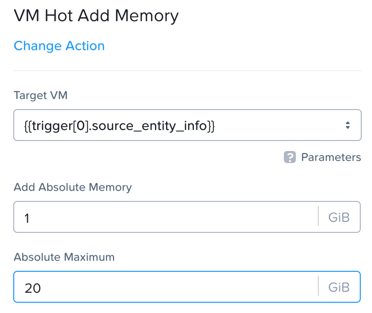 VM Hot Add Memory
Change Action
Target VM
{{trigger[0].source_entity_info}}
? Parameters
Add Absolute Memory
1 GiB
Absolute Maximum
20 GiB